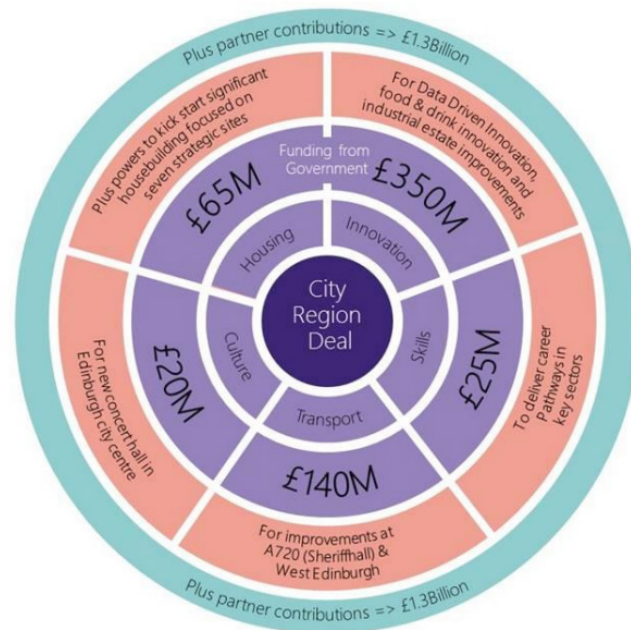 Plus partner contributions => £1.3Billion
Plus powers to kick start significant
housebuilding focused on
seven strategic sites
For Data Driven Innovation,
food & drink innovation and
industrial estate improvements
Funding from
Government
£65M
£350M
Housing
Innovation
City
Region
Deal
Culture
Skills
Transport
£20M
£25M
£140M
For new concert hall in
Edinburgh city centre
To deliver career
Pathways in
key sectors
For improvements at
A720 (Sheriffhall) &
West Edinburgh
Plus partner contributions => £1.3Billion